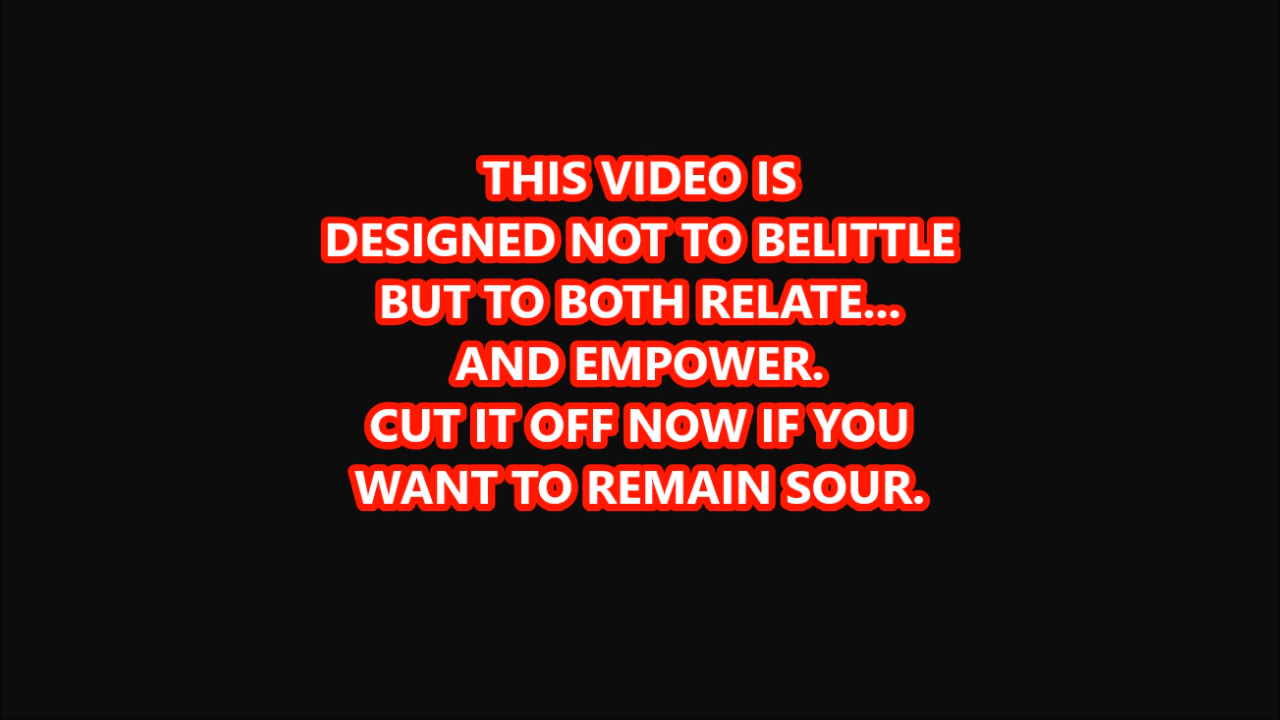 THIS VIDEO IS
DESIGNED NOT TO BELITTLE
BUT TO BOTH RELATE...
AND EMPOWER.
CUT IT OFF NOW IF YOU
WANT TO REMAIN SOUR.